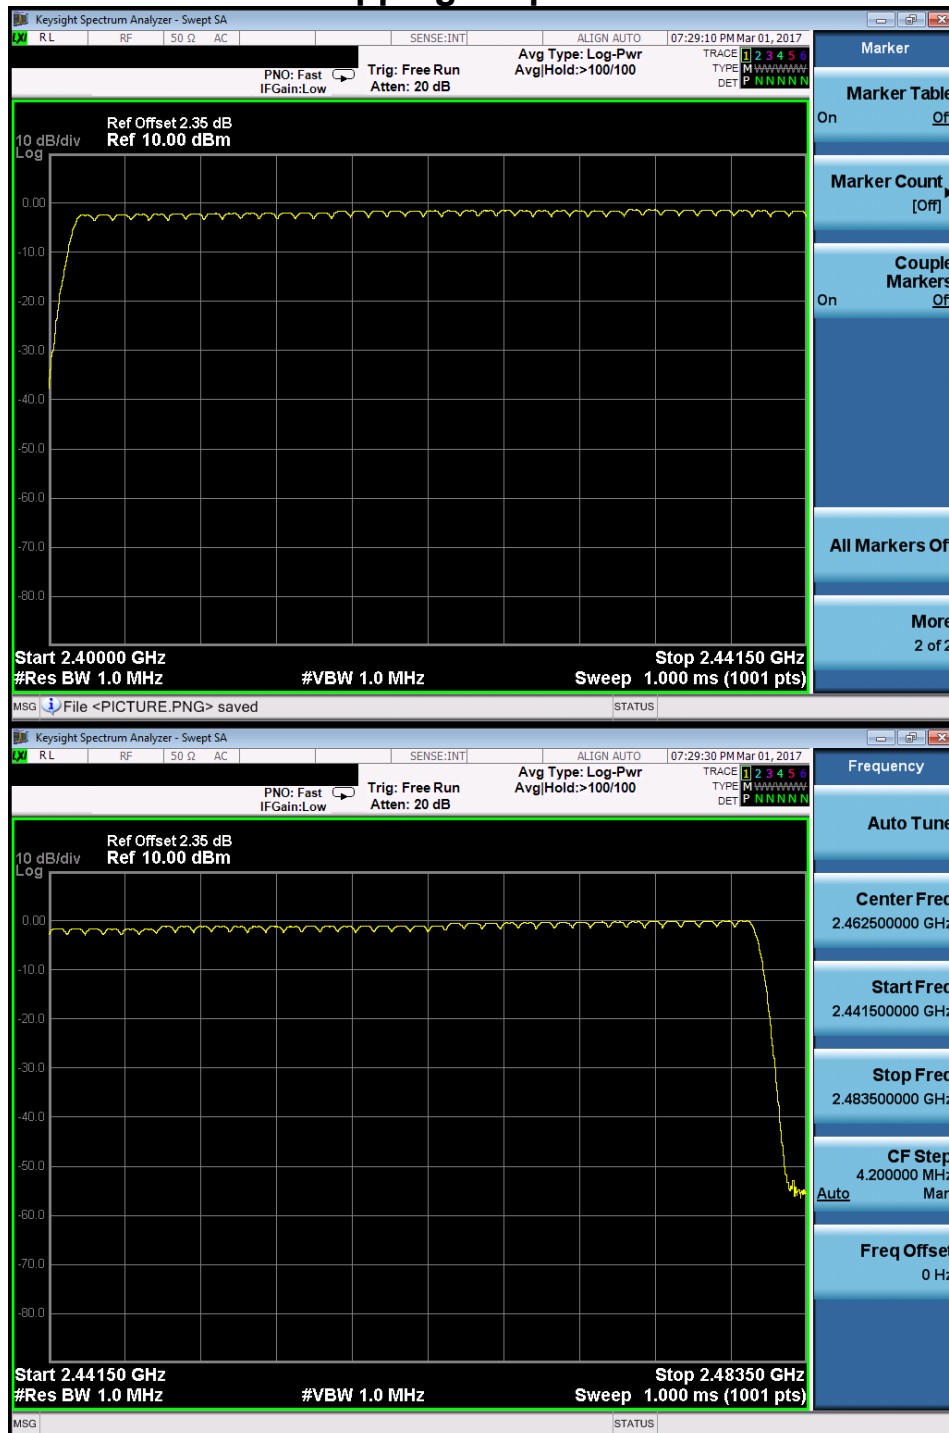 Keysight Spectrum Analyzer - Swept SA
LXI RL RF 50 Ω AC SENSE:INT ALIGN AUTO 07:29:10 PM Mar 01, 2017
Avg Type: Log-Pwr TRACE 1 2 3 4 5 6
PNO: Fast Trig: Free Run Avg|Hold:>100/100 TYPE M WWWWW
IFGain:Low Atten: 20 dB DET P N N N N N
Ref Offset 2.35 dB
10 dB/div Ref 10.00 dBm
Log
0.00
-10.0
-20.0
-30.0
-40.0
-50.0
-60.0
-70.0
-80.0
Start 2.40000 GHz Stop 2.44150 GHz
#Res BW 1.0 MHz #VBW 1.0 MHz Sweep 1.000 ms (1001 pts)
MSG File <PICTURE.PNG> saved STATUS
Marker
Marker Table
On Of
Marker Count
[Off]
Couple
Markers
On Of
All Markers Of
More
2 of 2
Keysight Spectrum Analyzer - Swept SA
LXI RL RF 50 Ω AC SENSE:INT ALIGN AUTO 07:29:30 PM Mar 01, 2017
Avg Type: Log-Pwr TRACE 1 2 3 4 5 6
PNO: Fast Trig: Free Run Avg|Hold:>100/100 TYPE M WWWWW
IFGain:Low Atten: 20 dB DET P N N N N N
Ref Offset 2.35 dB
10 dB/div Ref 10.00 dBm
Log
0.00
-10.0
-20.0
-30.0
-40.0
-50.0
-60.0
-70.0
-80.0
Start 2.44150 GHz Stop 2.48350 GHz
#Res BW 1.0 MHz #VBW 1.0 MHz Sweep 1.000 ms (1001 pts)
MSG STATUS
Frequency
Auto Tune
Center Freq
2.462500000 GHz
Start Freq
2.441500000 GHz
Stop Freq
2.483500000 GHz
CF Step
4.200000 MHz
Auto Man
Freq Offset
0 Hz